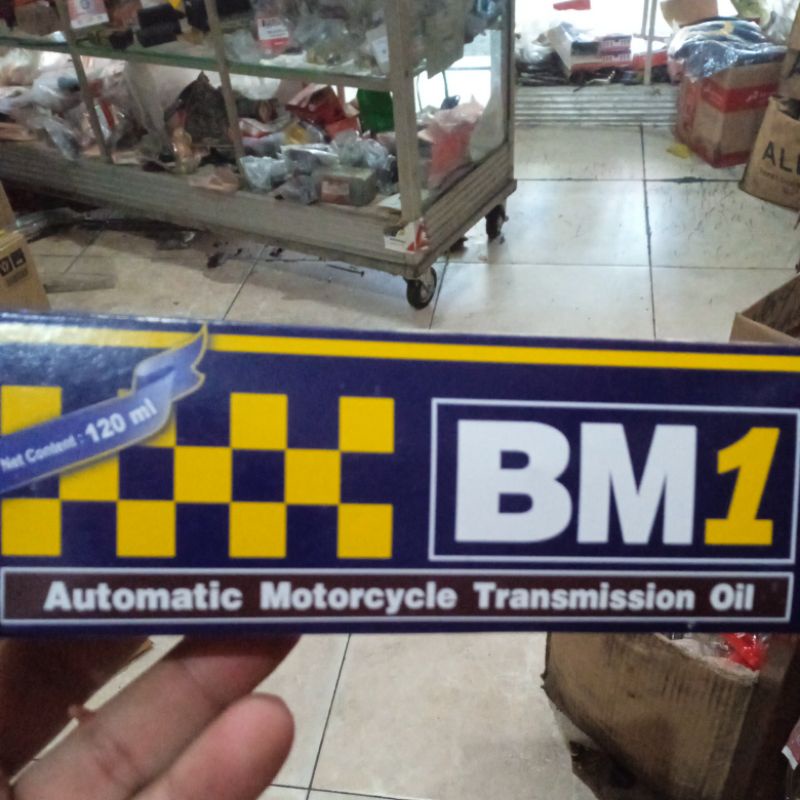 Net Content : 120 ml
BM1
Automatic Motorcycle Transmission Oil